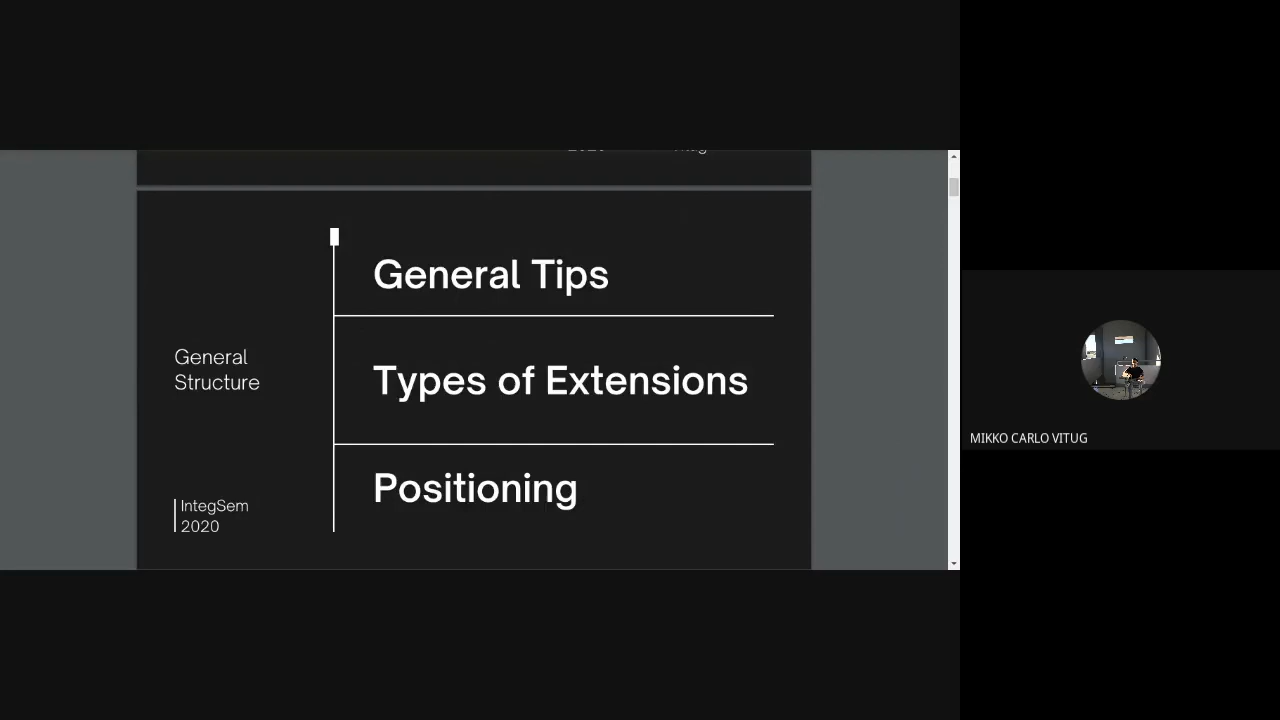 General Tips
General
Structure
Types of Extensions
Positioning
IntegSem
2020
MIKKO CARLO VITUG